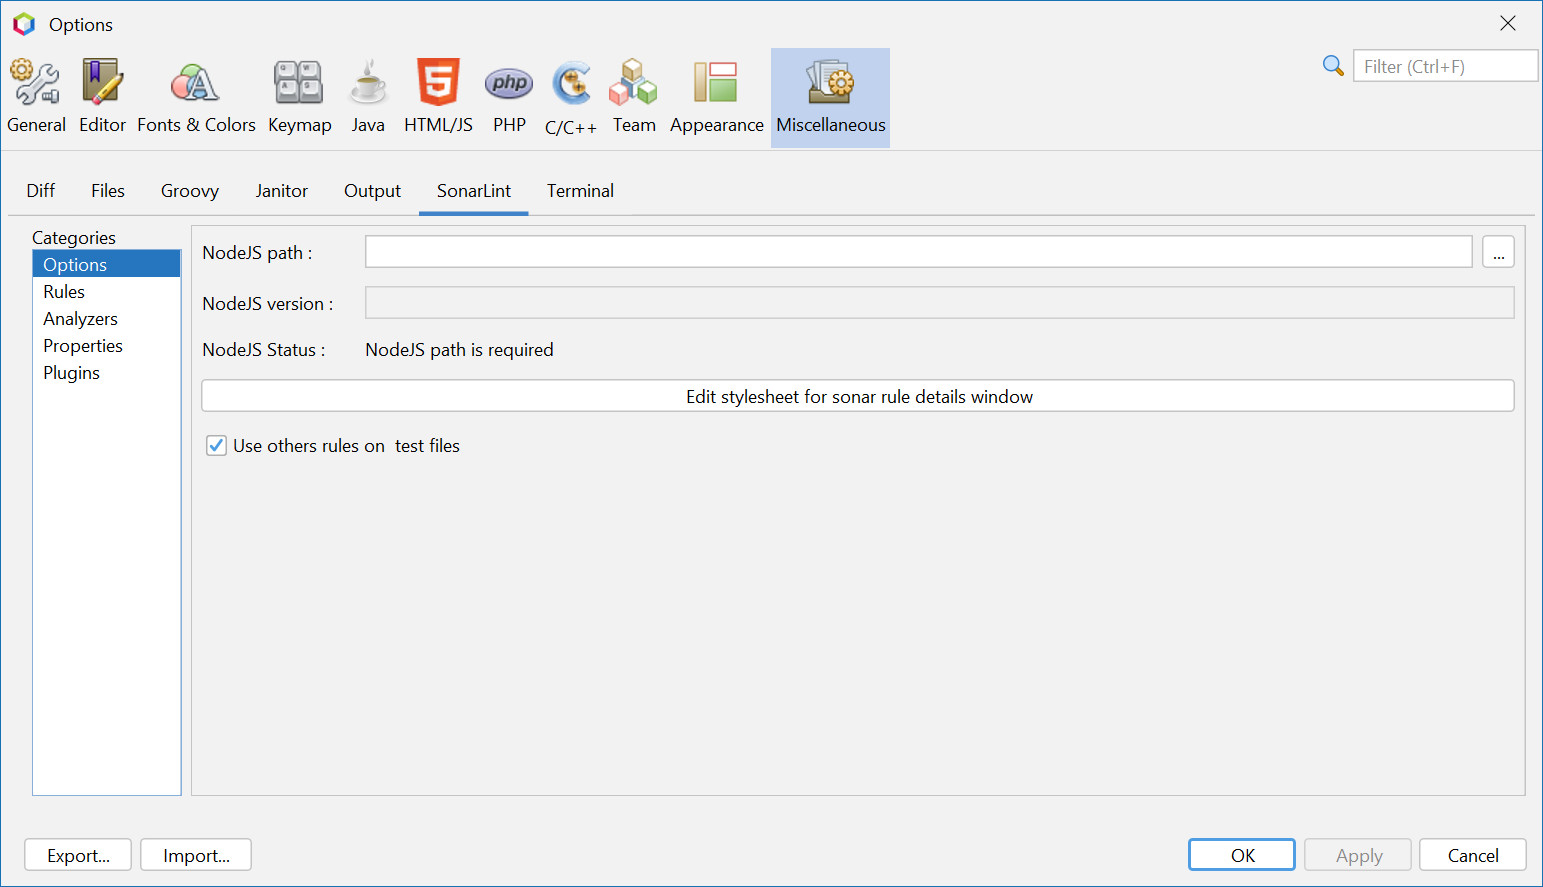 Options
Filter (Ctrl+F)
General Editor Fonts & Colors Keymap Java HTML/JS PHP C/C++ Team Appearance Miscellaneous
Diff Files Groovy Janitor Output SonarLint Terminal
Categories
Options
Rules
Analyzers
Properties
Plugins
NodeJS path :
...
NodeJS version :
NodeJS Status : NodeJS path is required
Edit stylesheet for sonar rule details window
Use others rules on  test files
Export... Import... OK Apply Cancel